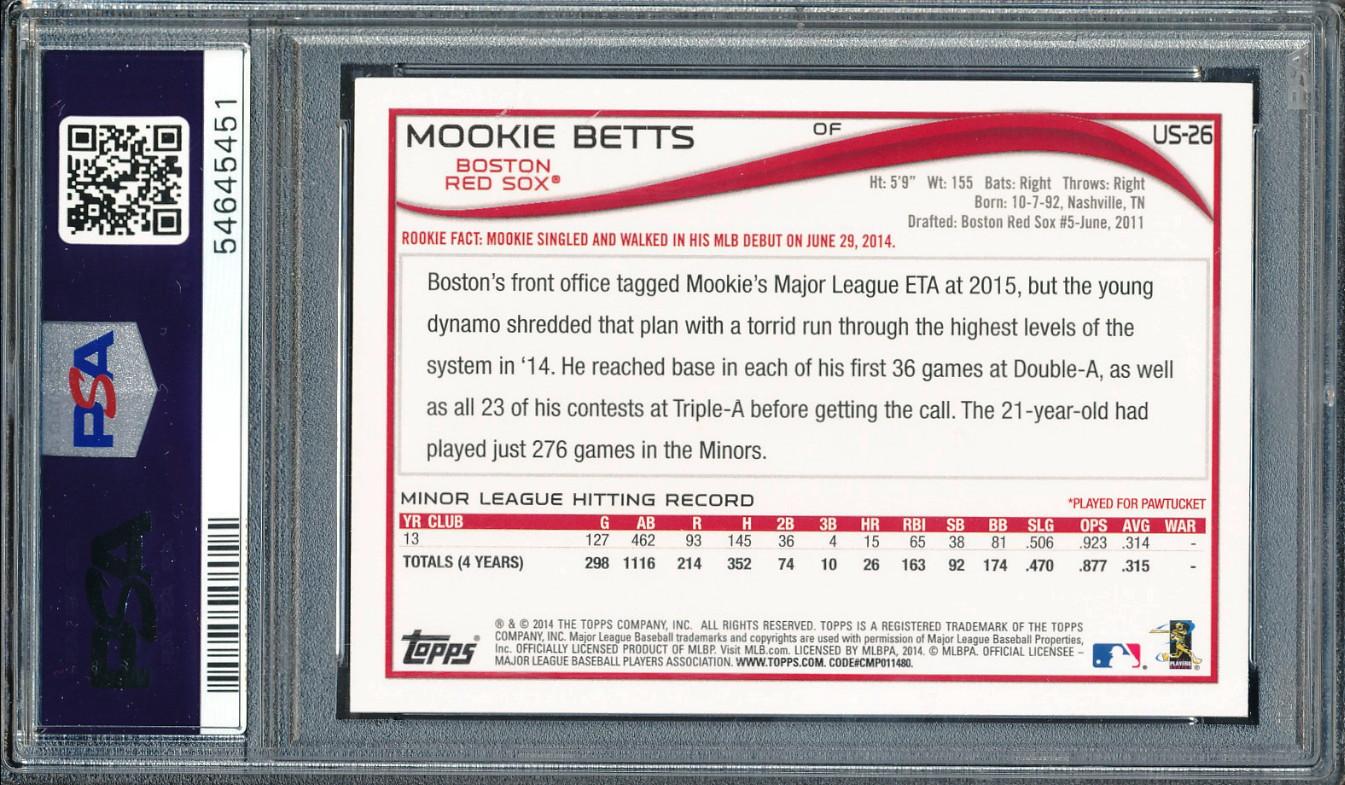 54645451
PSA
PSA
MOOKIE BETTS OF US-26
BOSTON
RED SOX®
Ht: 5'9" Wt: 155 Bats: Right Throws: Right
Born: 10-7-92, Nashville, TN
Drafted: Boston Red Sox #5-June, 2011
ROOKIE FACT: MOOKIE SINGLED AND WALKED IN HIS MLB DEBUT ON JUNE 29, 2014.
Boston's front office tagged Mookie's Major League ETA at 2015, but the young
dynamo shredded that plan with a torrid run through the highest levels of the
system in '14. He reached base in each of his first 36 games at Double-A, as well
as all 23 of his contests at Triple-A before getting the call. The 21-year-old had
played just 276 games in the Minors.
MINOR LEAGUE HITTING RECORD *PLAYED FOR PAWTUCKET
YR CLUB G AB R H 2B 3B HR RBI SB BB SLG OPS AVG WAR
13 127 462 93 145 36 4 15 65 38 81 .506 .923 .314 -
TOTALS (4 YEARS) 298 1116 214 352 74 10 26 163 92 174 .470 .877 .315 -
® & © 2014 THE TOPPS COMPANY, INC. ALL RIGHTS RESERVED. TOPPS IS A REGISTERED TRADEMARK OF THE TOPPS
COMPANY, INC. Major League Baseball trademarks and copyrights are used with permission of Major League Baseball Properties,
Inc. OFFICIALLY LICENSED PRODUCT OF MLBP. Visit MLB.com. LICENSED BY MLBPA, 2014. © MLBPA. OFFICIAL LICENSEE –
MAJOR LEAGUE BASEBALL PLAYERS ASSOCIATION. WWW.TOPPS.COM. CODE#CMP011480.
Topps®
PLAYERS